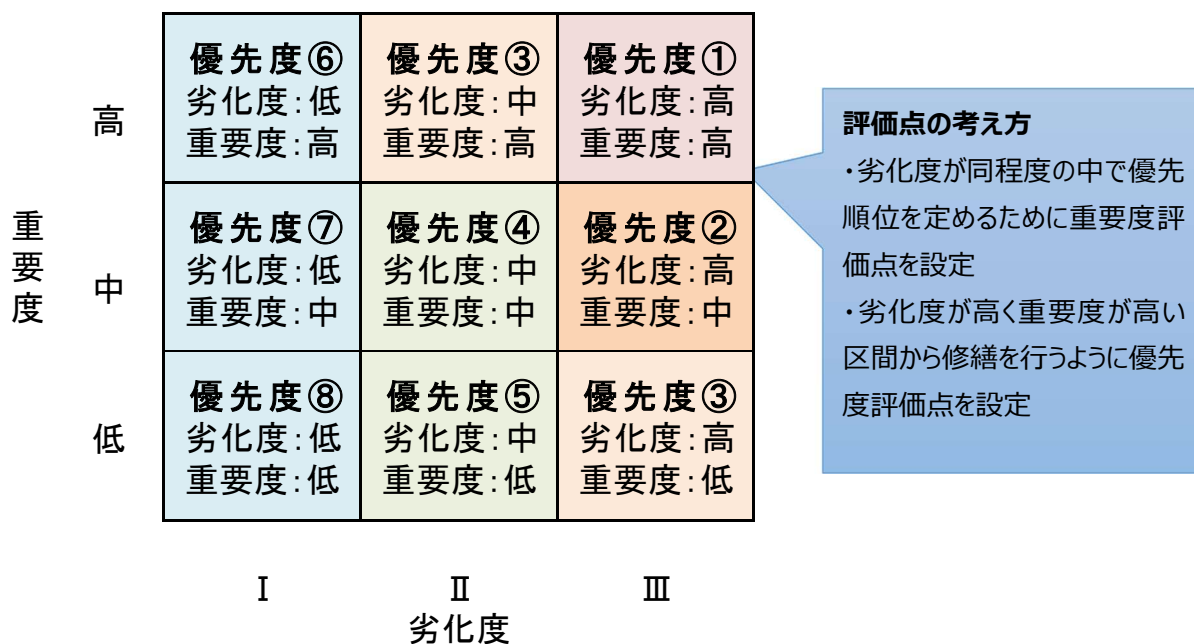 重要度
高
優先度⑥
劣化度:低
重要度:高
優先度③
劣化度:中
重要度:高
優先度①
劣化度:高
重要度:高
中
優先度⑦
劣化度:低
重要度:中
優先度④
劣化度:中
重要度:中
優先度②
劣化度:高
重要度:中
低
優先度⑧
劣化度:低
重要度:低
優先度⑤
劣化度:中
重要度:低
優先度③
劣化度:高
重要度:低
Ⅰ
Ⅱ
Ⅲ
劣化度
評価点の考え方
・劣化度が同程度の中で優先
順位を定めるために重要度評
価点を設定
・劣化度が高く重要度が高い
区間から修繕を行うように優先
度評価点を設定